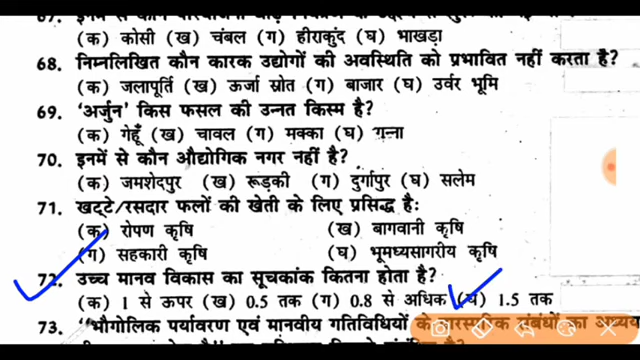 67. इनमें से कौन
(क) कोसी (ख) चंबल (ग) हीराकुंद (घ) भाखड़ा
68. निम्नलिखित कौन कारक उद्योगों की अवस्थिति को प्रभावित नहीं करता है?
(क) जलापूर्ति (ख) ऊर्जा स्रोत (ग) बाजार (घ) उर्वर भूमि
69. ‘अर्जुन’ किस फसल की उन्नत किस्म है?
(क) गेहूँ (ख) चावल (ग) मक्का (घ) गन्ना
70. इनमें से कौन औद्योगिक नगर नहीं है?
(क) जमशेदपुर (ख) रूड़की (ग) दुर्गापुर (घ) सलेम
71. खट्टे/रसदार फलों की खेती के लिए प्रसिद्ध है:
(क) रोपण कृषि (ख) बागवानी कृषि
(ग) सहकारी कृषि (घ) भूमध्यसागरीय कृषि
72. उच्च मानव विकास का सूचकांक कितना होता है?
(क) 1 से ऊपर (ख) 0.5 तक (ग) 0.8 से अधिक (घ) 1.5 तक
73. “भौगोलिक पर्यावरण एवं मानवीय गतिविधियों के पारस्परिक संबंधों का